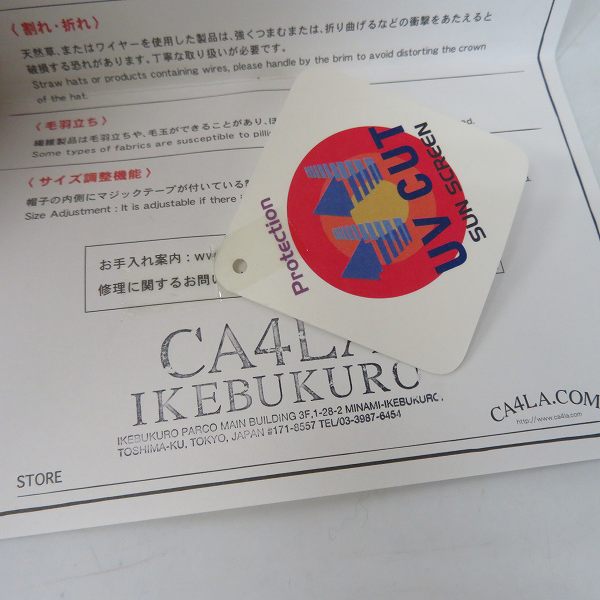 〈割れ・折れ〉
天然草、またはワイヤーを使用した製品は、強くつまむまたは、折り曲げるなどの衝撃をあたえると
破損する恐れがあります。丁寧な取り扱いが必要です。
Straw hats or products containing wires, please handle by the brim to avoid distorting the crown
of the hat.
〈毛羽立ち〉
繊維製品は毛羽立ちや、毛玉ができることがあり、ほ
Some types of fabrics are susceptible to pilli
〈サイズ調整機能〉
帽子の内側にマジックテープが付いている
Size Adjustment : It is adjustable if there i
お手入れ案内：ww
修理に関するお問い
Protection
UV CUT
SUN SCREEN
CA4LA
IKEBUKURO
IKEBUKURO PARCO MAIN BUILDING 3F,1-28-2 MINAMI-IKEBUKURO,
TOSHIMA-KU, TOKYO, JAPAN #171-8557 TEL/03-3987-6454
CA4LA.COM
http://www.ca4la.com
STORE